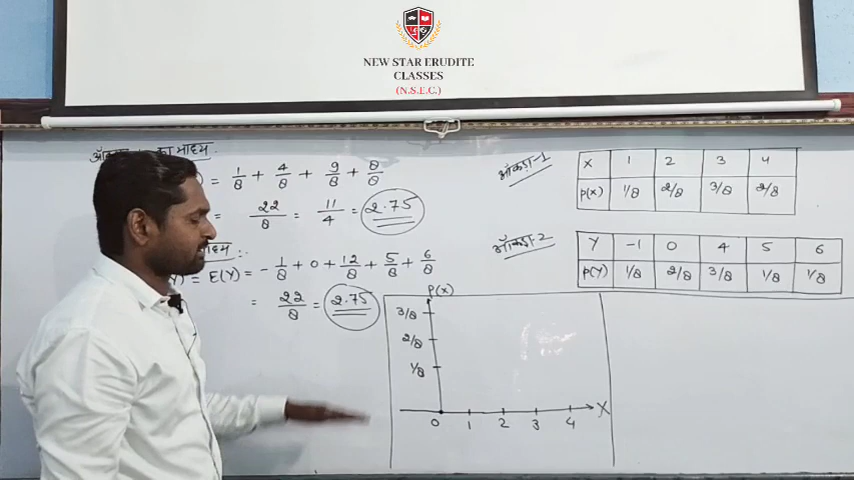 NEW STAR ERUDITE
CLASSES
(N.S.E.C.)
का माध्य
= 1/8 + 4/8 + 9/8 + 8/8
= 22/8 = 11/4 = 2.75
माध्य :-
Y) = E(Y) = -1/8 + 0 + 12/8 + 5/8 + 6/8
= 22/8 = 2.75
आँकड़ा-1
X 1 2 3 4
P(X) 1/8 2/8 3/8 2/8
आँकड़ा-2
Y -1 0 4 5 6
P(Y) 1/8 2/8 3/8 1/8 1/8
P(X)
3/8
2/8
1/8
0 1 2 3 4 X